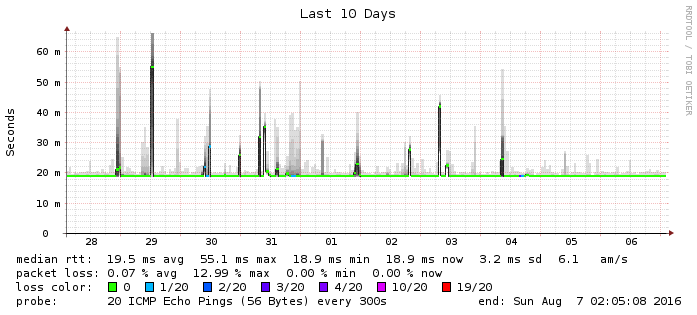 Last 10 Days
RRDTOOL / TOBI OETIKER
Seconds
60 m
50 m
40 m
30 m
20 m
10 m
0
28 29 30 31 01 02 03 04 05 06
median rtt: 19.5 ms avg 55.1 ms max 18.9 ms min 18.9 ms now 3.2 ms sd 6.1 am/s
packet loss: 0.07 % avg 12.99 % max 0.00 % min 0.00 % now
loss color: 0 1/20 2/20 3/20 4/20 10/20 19/20
probe: 20 ICMP Echo Pings (56 Bytes) every 300s end: Sun Aug 7 02:05:08 2016